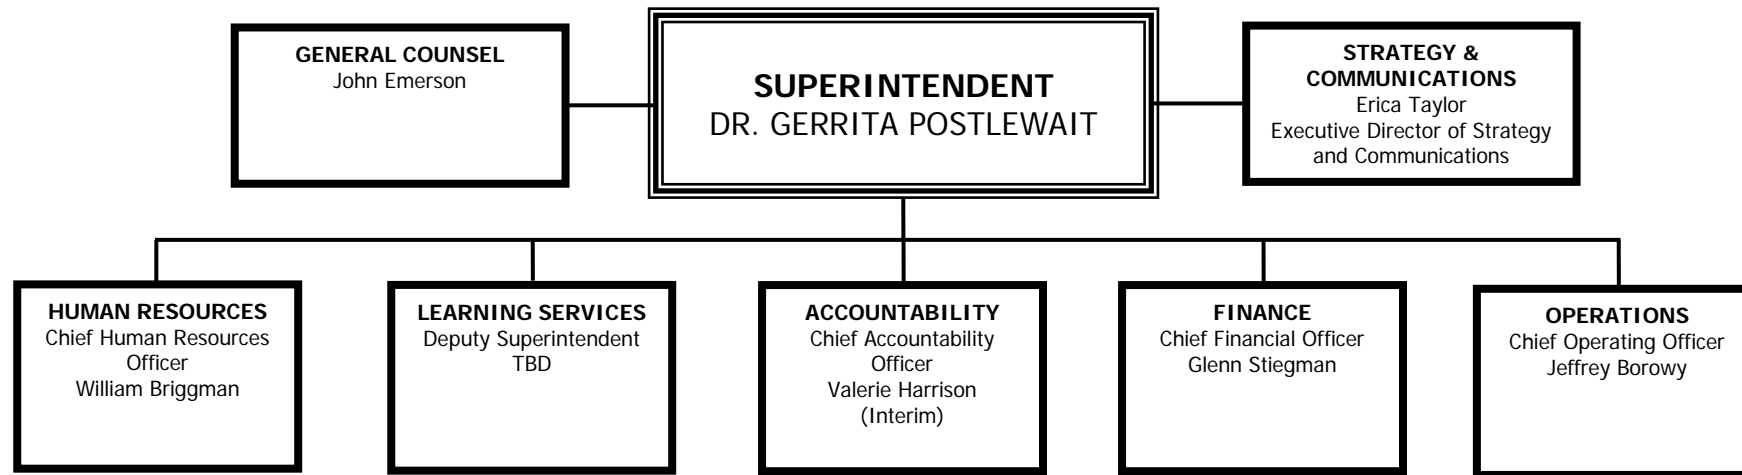 GENERAL COUNSEL
John Emerson
SUPERINTENDENT
DR. GERRITA POSTLEWAIT
STRATEGY &
COMMUNICATIONS
Erica Taylor
Executive Director of Strategy
and Communications
HUMAN RESOURCES
Chief Human Resources
Officer
William Briggman
LEARNING SERVICES
Deputy Superintendent
TBD
ACCOUNTABILITY
Chief Accountability
Officer
Valerie Harrison
(Interim)
FINANCE
Chief Financial Officer
Glenn Stiegman
OPERATIONS
Chief Operating Officer
Jeffrey Borowy